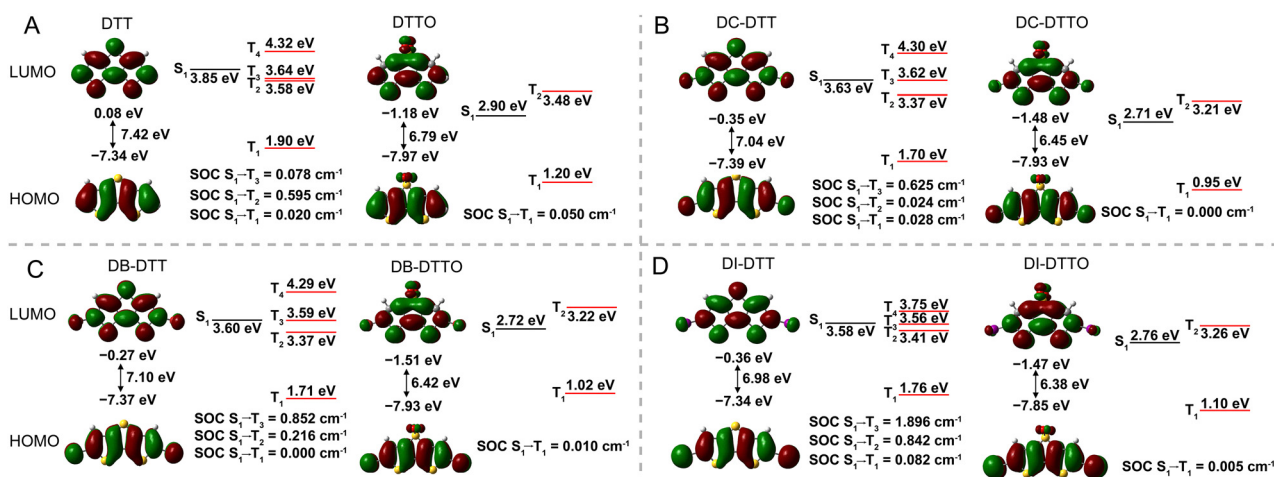 A
DTT
DTTO
LUMO
S1 3.85 eV
T4 4.32 eV
T3 3.64 eV
T2 3.58 eV
0.08 eV
7.42 eV
−7.34 eV
T1 1.90 eV
SOC S1→T3 = 0.078 cm-1
SOC S1→T2 = 0.595 cm-1
SOC S1→T1 = 0.020 cm-1
HOMO
−1.18 eV
6.79 eV
−7.97 eV
S1 2.90 eV
T2 3.48 eV
T1 1.20 eV
SOC S1→T1 = 0.050 cm-1
B
DC-DTT
DC-DTTO
S1 3.63 eV
T4 4.30 eV
T3 3.62 eV
T2 3.37 eV
−0.35 eV
7.04 eV
−7.39 eV
T1 1.70 eV
SOC S1→T3 = 0.625 cm-1
SOC S1→T2 = 0.024 cm-1
SOC S1→T1 = 0.028 cm-1
−1.48 eV
6.45 eV
−7.93 eV
S1 2.71 eV
T2 3.21 eV
T1 0.95 eV
SOC S1→T1 = 0.000 cm-1
C
DB-DTT
DB-DTTO
LUMO
S1 3.60 eV
T4 4.29 eV
T3 3.59 eV
T2 3.37 eV
−0.27 eV
7.10 eV
−7.37 eV
T1 1.71 eV
SOC S1→T3 = 0.852 cm-1
SOC S1→T2 = 0.216 cm-1
SOC S1→T1 = 0.000 cm-1
HOMO
−1.51 eV
6.42 eV
−7.93 eV
S1 2.72 eV
T2 3.22 eV
T1 1.02 eV
SOC S1→T1 = 0.010 cm-1
D
DI-DTT
DI-DTTO
S1 3.58 eV
T4 3.75 eV
T3 3.56 eV
T2 3.41 eV
−0.36 eV
6.98 eV
−7.34 eV
T1 1.76 eV
SOC S1→T3 = 1.896 cm-1
SOC S1→T2 = 0.842 cm-1
SOC S1→T1 = 0.082 cm-1
−1.47 eV
6.38 eV
−7.85 eV
S1 2.76 eV
T2 3.26 eV
T1 1.10 eV
SOC S1→T1 = 0.005 cm-1